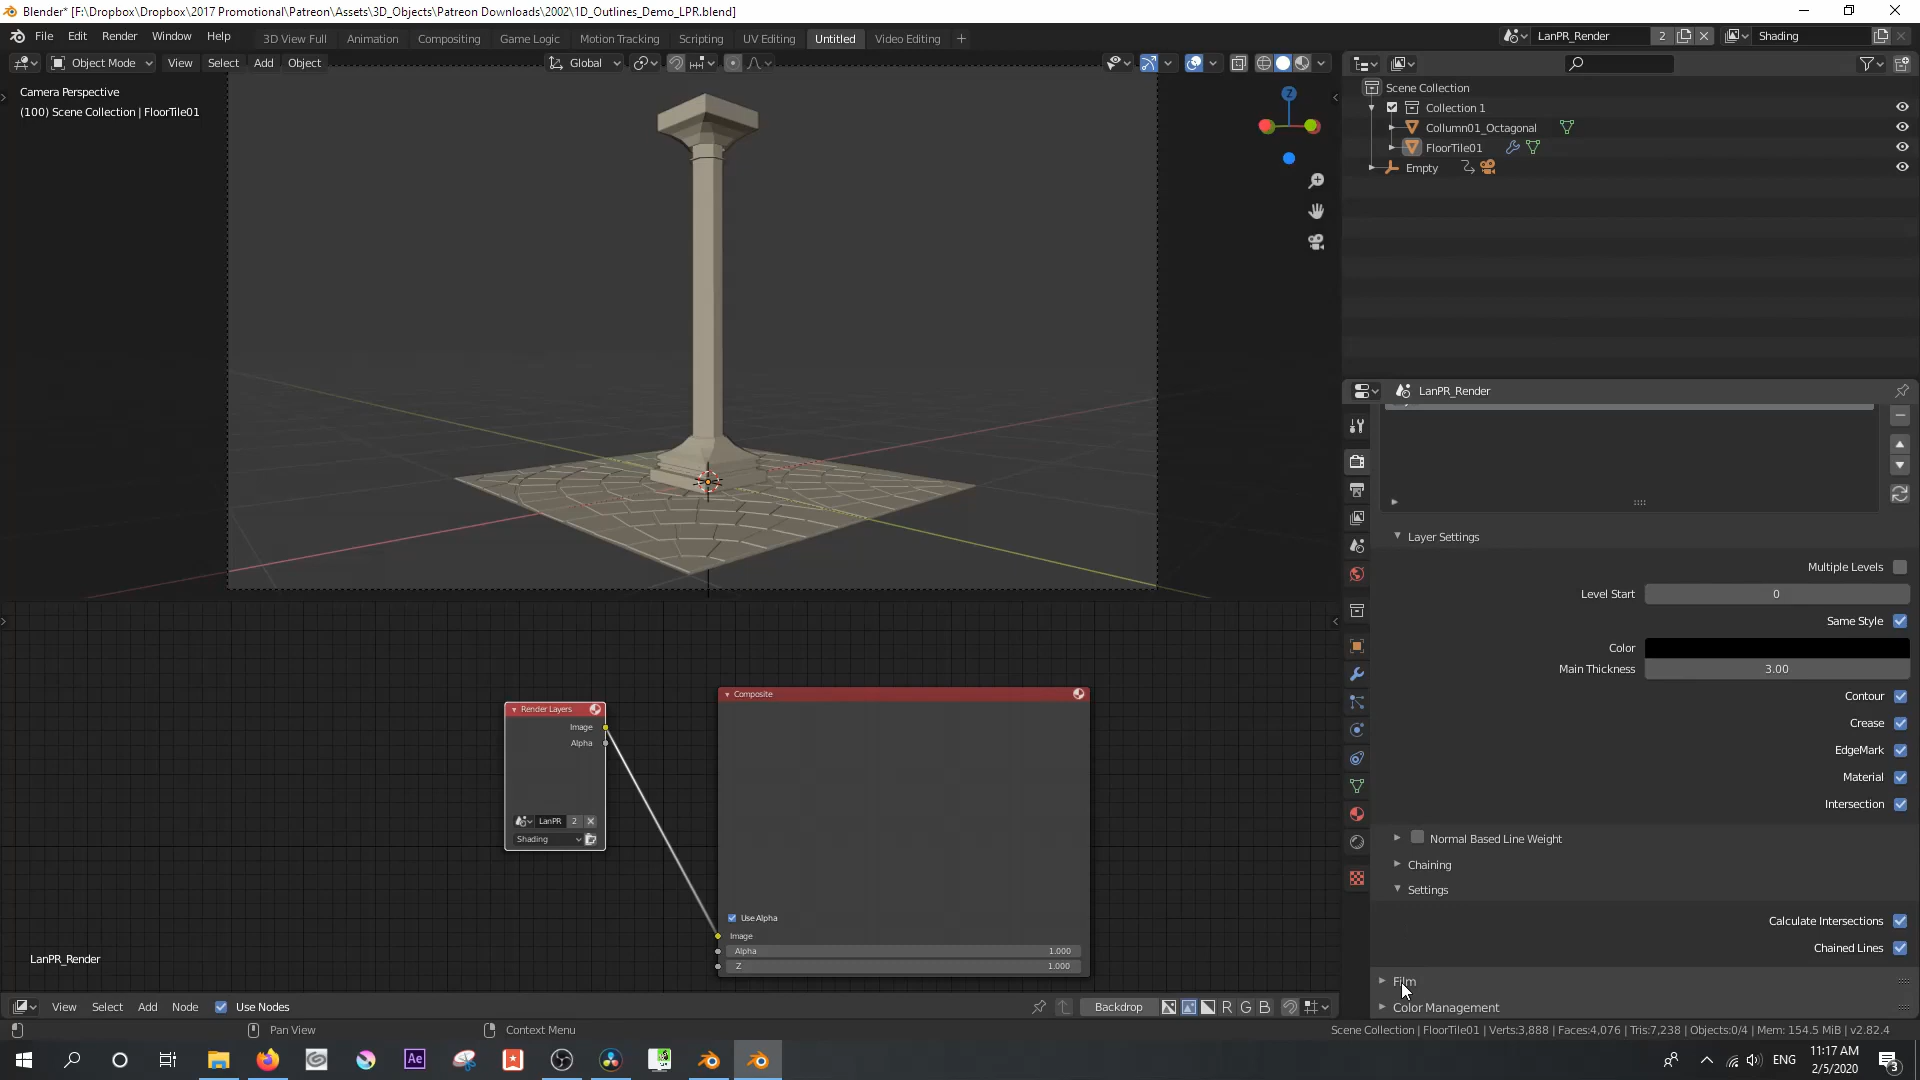 Blender* [F:\Dropbox\Dropbox\2017 Promotional\Patreon\Assets\3D_Objects\Patreon Downloads\2002\1D_Outlines_Demo_LPR.blend]
File Edit Render Window Help 3D View Full Animation Compositing Game Logic Motion Tracking Scripting UV Editing Untitled Video Editing + LanPR_Render 2 Shading
Object Mode View Select Add Object Global
Camera Perspective
(100) Scene Collection | FloorTile01
Z
Scene Collection
Collection 1
Collumn01_Octagonal
FloorTile01
Empty
LanPR_Render
Layer Settings
Multiple Levels
Level Start 0
Same Style
Color
Main Thickness 3.00
Contour
Crease
EdgeMark
Material
Intersection
Normal Based Line Weight
Chaining
Settings
Calculate Intersections
Chained Lines
Film
Color Management
Render Layers
Image
Alpha
LanPR 2
Shading
Composite
Use Alpha
Image
Alpha 1.000
Z 1.000
LanPR_Render
View Select Add Node Use Nodes Backdrop R G B
Pan View Context Menu
Scene Collection | FloorTile01 | Verts:3,888 | Faces:4,076 | Tris:7,238 | Objects:0/4 | Mem: 154.5 MiB | v2.82.4
Ae
ENG
11:17 AM
2/5/2020
3